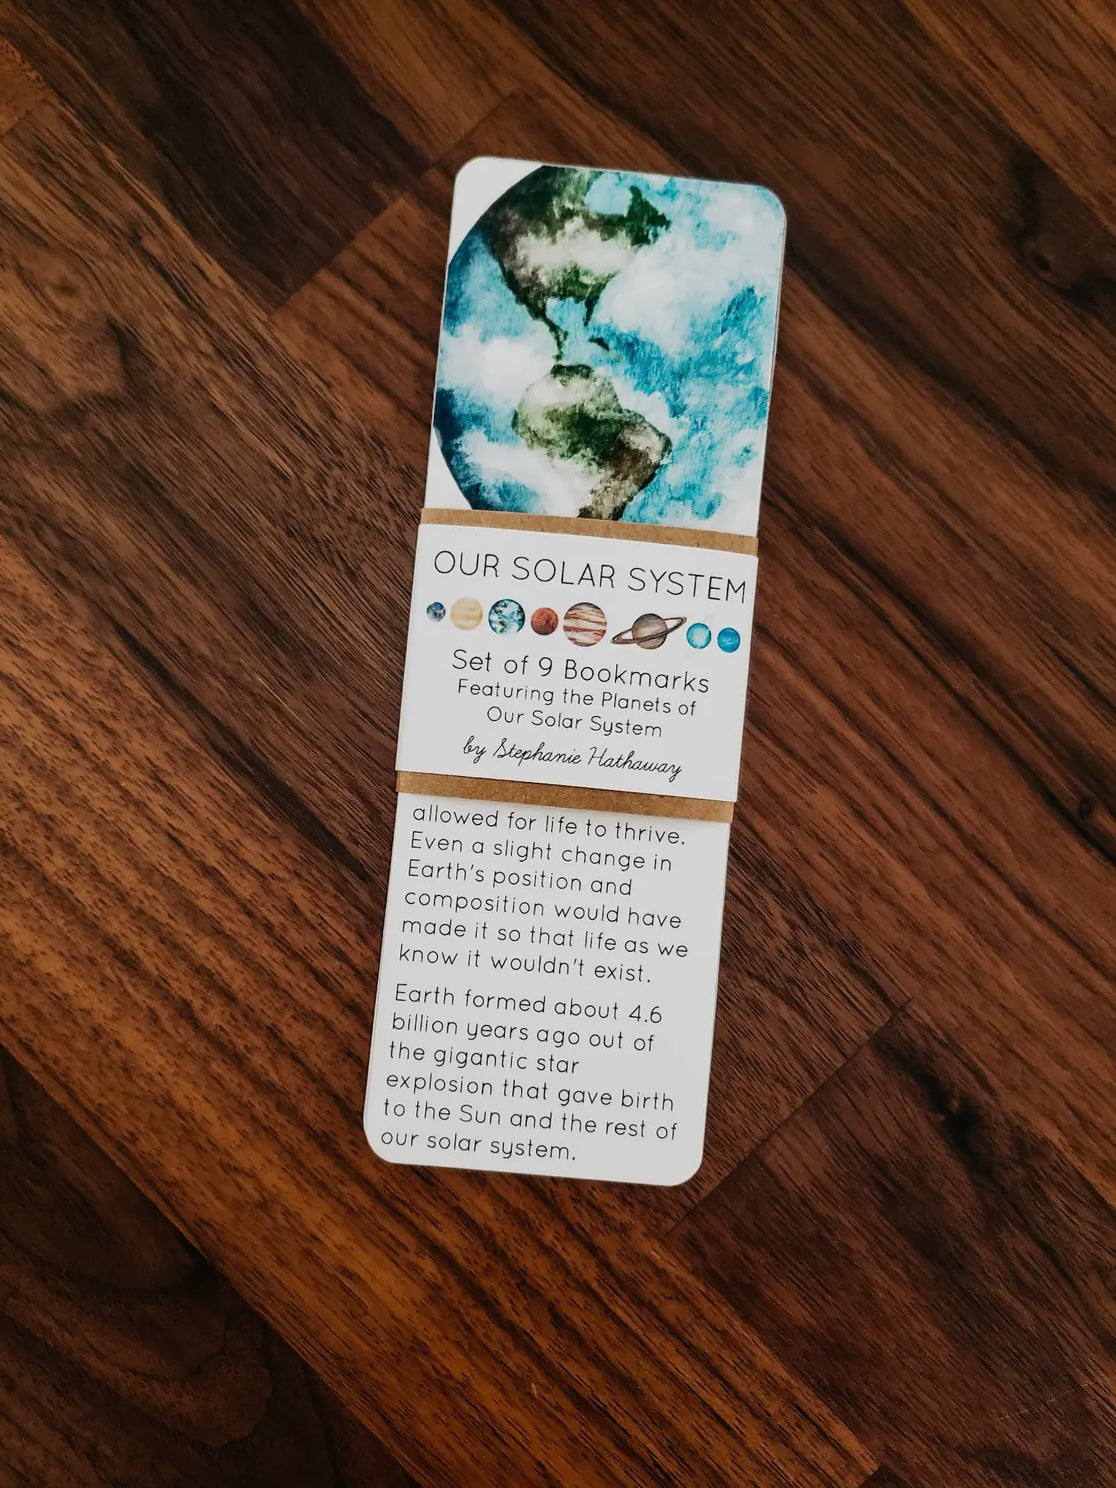 OUR SOLAR SYSTEM
Set of 9 Bookmarks
Featuring the Planets of
Our Solar System
by Stephanie Hathaway
allowed for life to thrive.
Even a slight change in
Earth's position and
composition would have
made it so that life as we
know it wouldn't exist.
Earth formed about 4.6
billion years ago out of
the gigantic star
explosion that gave birth
to the Sun and the rest of
our solar system.